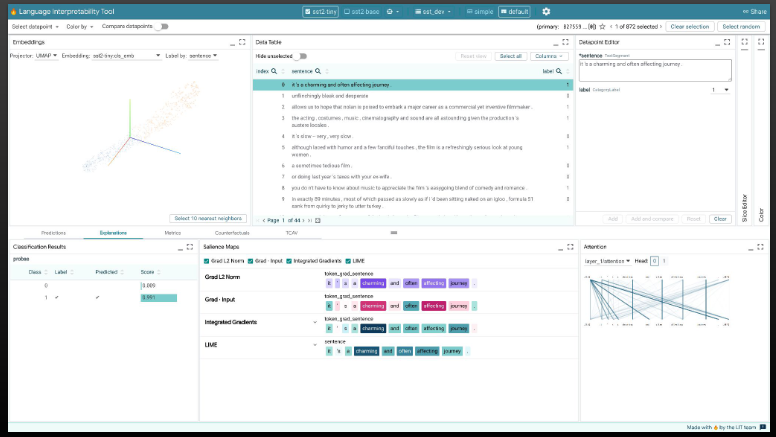 Language Interpretability Tool
sst2-tiny
sst2-base
sst_dev
simple
default
Share
Select datapoint
Color by
Compare datapoints
(primary:
1 of 872 selected
Clear selection
Select random
Embeddings
Projector: UMAP
Embedding: sst2-tiny:cls_emb
Label by: sentence
Select 10 nearest neighbors
Data Table
Hide unselected
Reset view
Select all
Columns
index
sentence
label
0 it 's a charming and often affecting journey . 1
1 unflinchingly bleak and desperate 0
2 allows us to hope that nolan is poised to embark a major career as a commercial yet inventive filmmaker . 1
3 the acting , costumes , music , cinematography and sound are all astounding given the production 's 1
austere locales .
4 it 's slow -- very , very slow . 0
5 although laced with humor and a few fanciful touches , the film is a refreshingly serious look at young 1
women .
6 a sometimes tedious film . 0
7 or doing last year 's taxes with your ex-wife . 0
8 you do n't have to know about music to appreciate the film 's easygoing blend of comedy and romance . 1
9 in exactly 89 minutes , most of which passed as slowly as if i 'd been sitting naked on an igloo , formula 51 0
sank from quirky to jerky to utter turkey .
Page 1 of 44
Datapoint Editor
*sentence TextSegment
it 's a charming and often affecting journey .
label CategoryLabel
1
Add
Add and compare
Reset
Clear
Slice Editor
Color
Predictions
Explanations
Metrics
Counterfactuals
TCAV
Classification Results
probas
Class
Label
Predicted
Score
0 0.009
1 ✔ ✔ 0.991
Salience Maps
Grad L2 Norm
Grad · Input
Integrated Gradients
LIME
Grad L2 Norm
token_grad_sentence
it ' s a charming and often affecting journey .
Grad · Input
token_grad_sentence
it ' s a charming and often affecting journey .
Integrated Gradients
token_grad_sentence
it ' s a charming and often affecting journey .
LIME
sentence
it 's a charming and often affecting journey .
Attention
Head: 0 1
Made with 🔥 by the LIT team